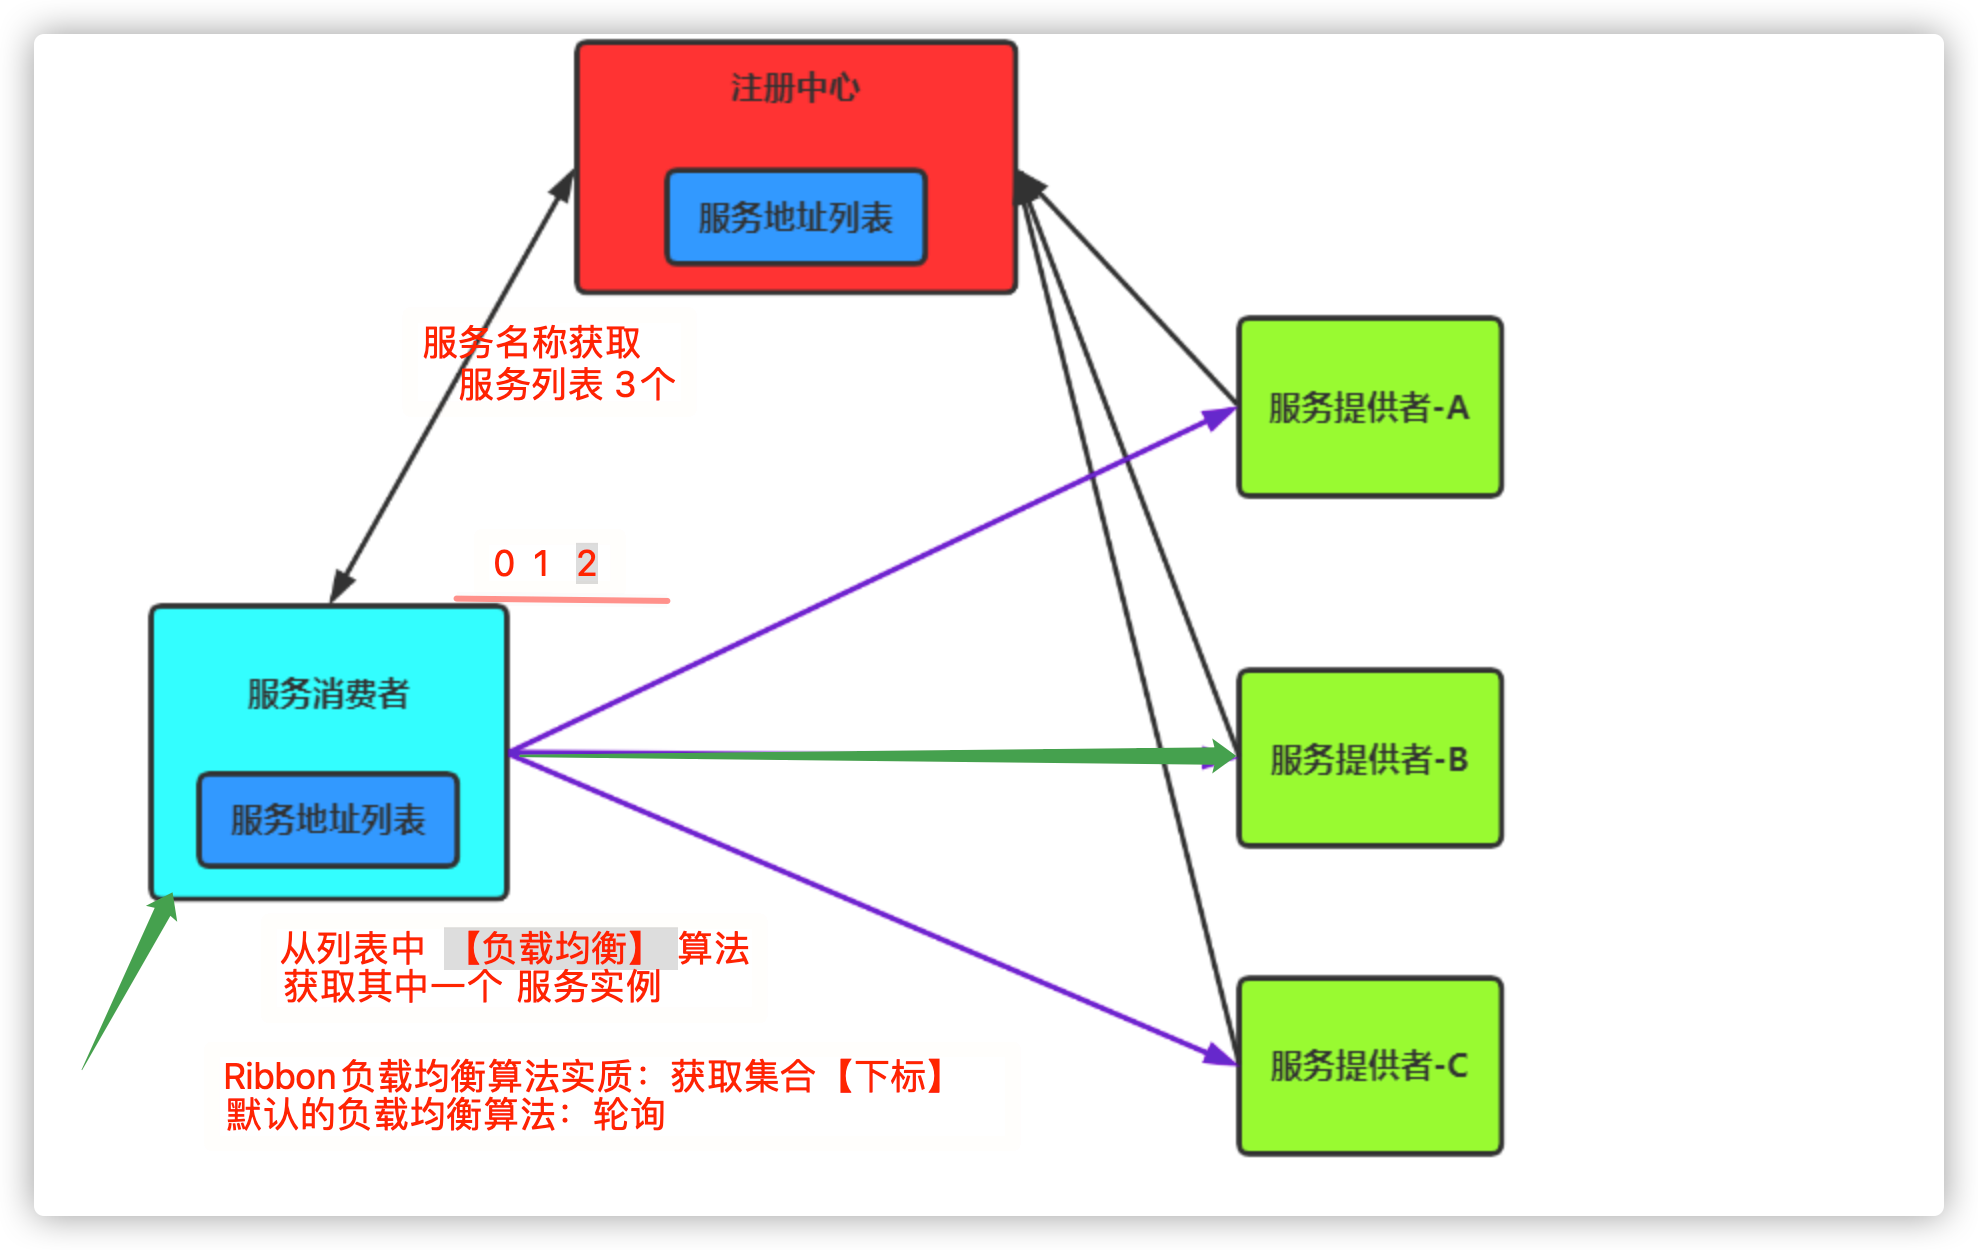 注册中心
服务地址列表
服务名称获取
服务列表 3个
服务提供者-A
0 1 2
服务消费者
服务提供者-B
服务地址列表
从列表中 【负载均衡】 算法
获取其中一个 服务实例
服务提供者-C
Ribbon负载均衡算法实质：获取集合【下标】
默认的负载均衡算法：轮询